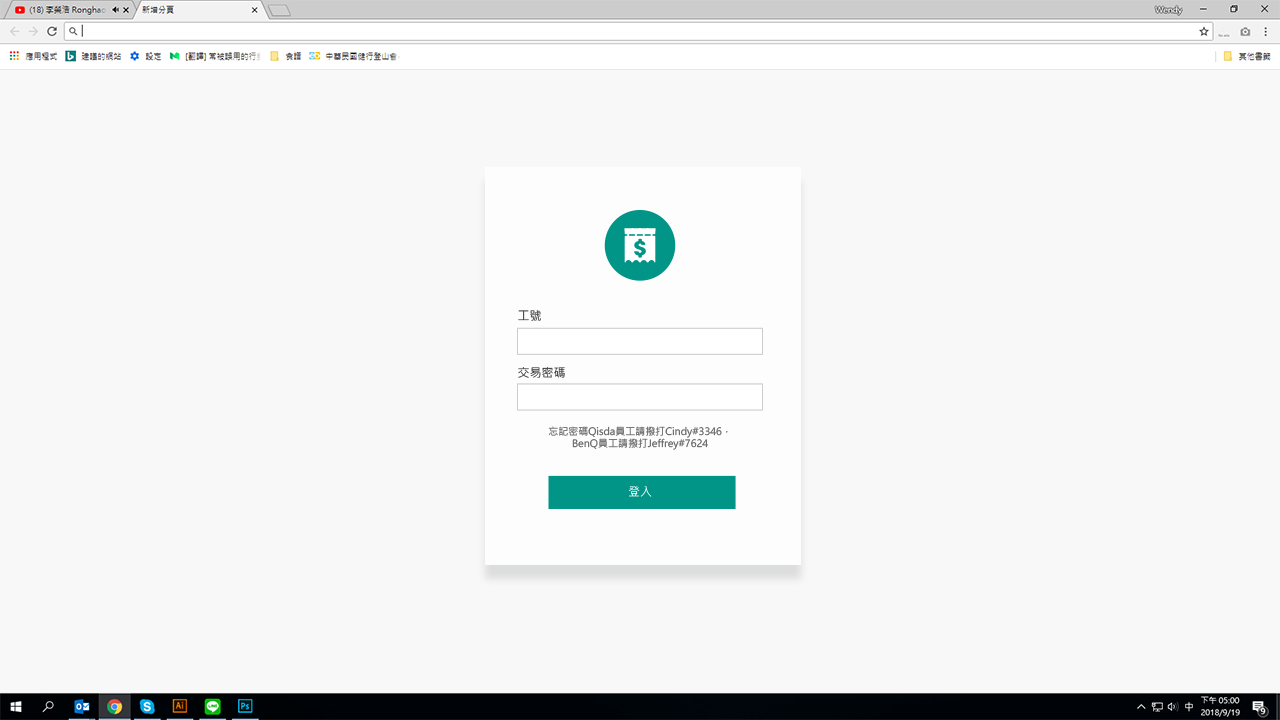 (18) 李榮浩 Ronghao
新增分頁
Wendy
應用程式
建議的網站
設定
[翻譯] 常被誤用的行
食譜
中華民國健行登山會
其他書籤
$
工號
交易密碼
忘記密碼Qisda員工請撥打Cindy#3346，
BenQ員工請撥打Jeffrey#7624
登入
Ai
Ps
中
下午 05:00
2018/9/19
9